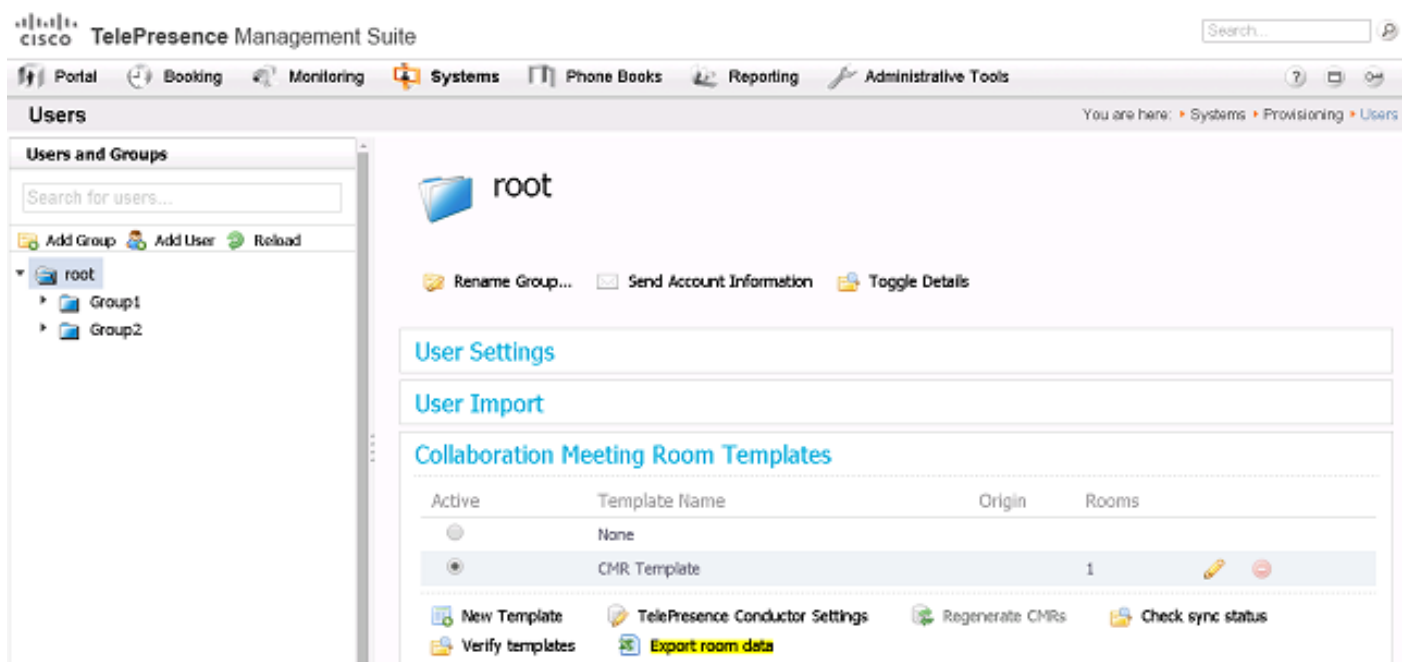 CISCO TelePresence Management Suite
Search...
Portal Booking Monitoring Systems Phone Books Reporting Administrative Tools ?
Users You are here: Systems Provisioning Users
Users and Groups
Search for users...
Add Group Add User Reload
root
Group1
Group2
root
Rename Group... Send Account Information Toggle Details
User Settings
User Import
Collaboration Meeting Room Templates
Active Template Name Origin Rooms
None
CMR Template 1
New Template TelePresence Conductor Settings Regenerate CMRs Check sync status
Verify templates Export room data